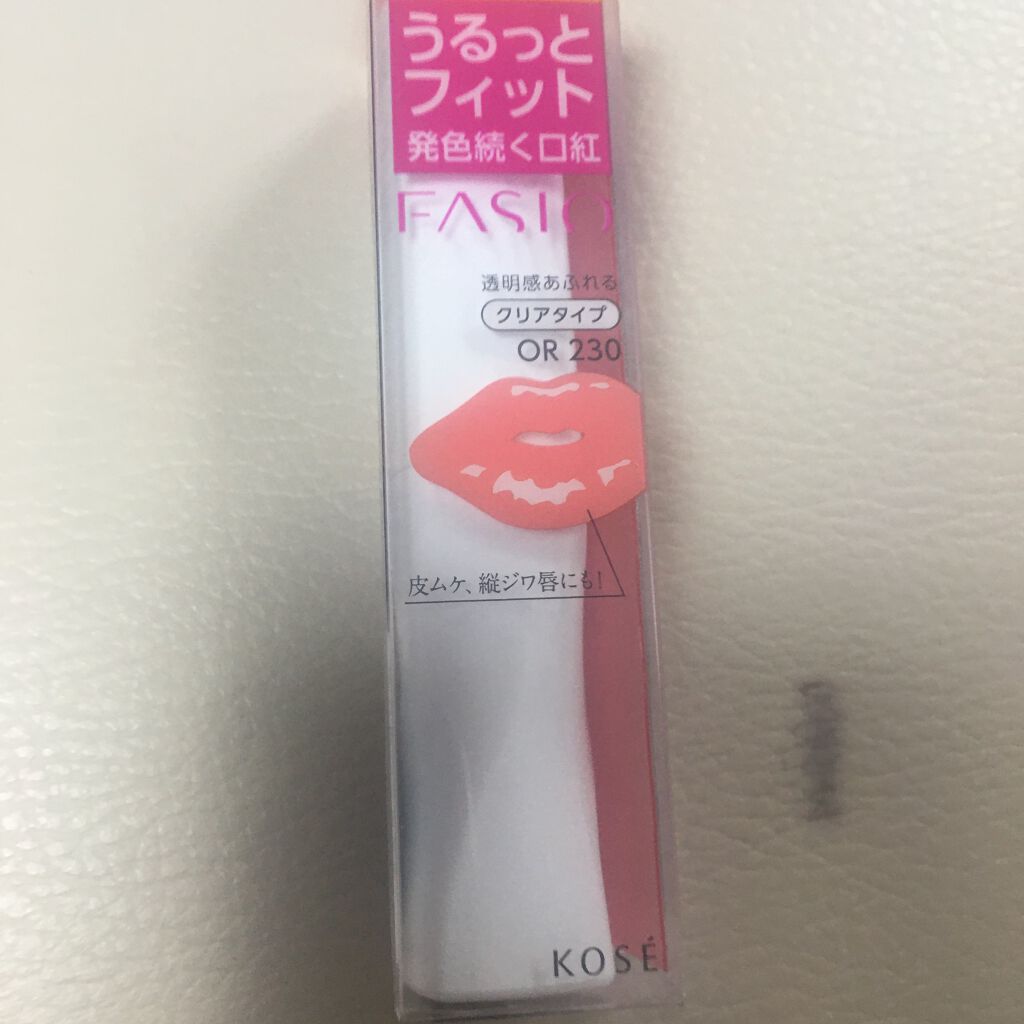 うるっと
フィット
発色続く口紅
FASIO
透明感あふれる
クリアタイプ
OR 230
皮ムケ、縦ジワ唇にも!
KOSÉ